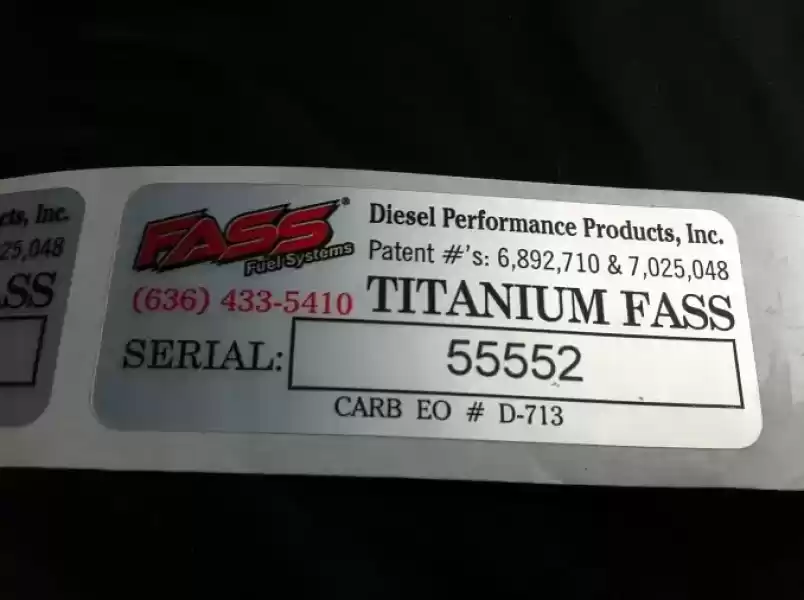 cts, Inc.
25,048
SS
FASS®
Fuel Systems
Diesel Performance Products, Inc.
Patent #'s: 6,892,710 & 7,025,048
(636) 433-5410
TITANIUM FASS
SERIAL: 55552
CARB EO # D-713